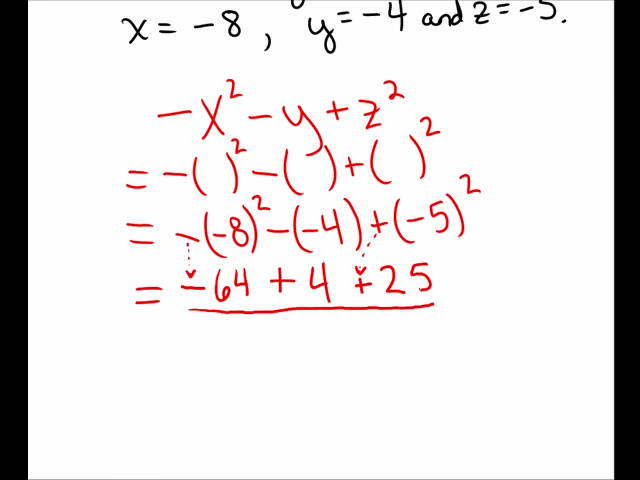 x = -8, y = -4 and z = -5.
-x² - y + z²
= -( )² - ( ) + ( )²
= -(-8)² - (-4) + (-5)²
= -64 + 4 + 25